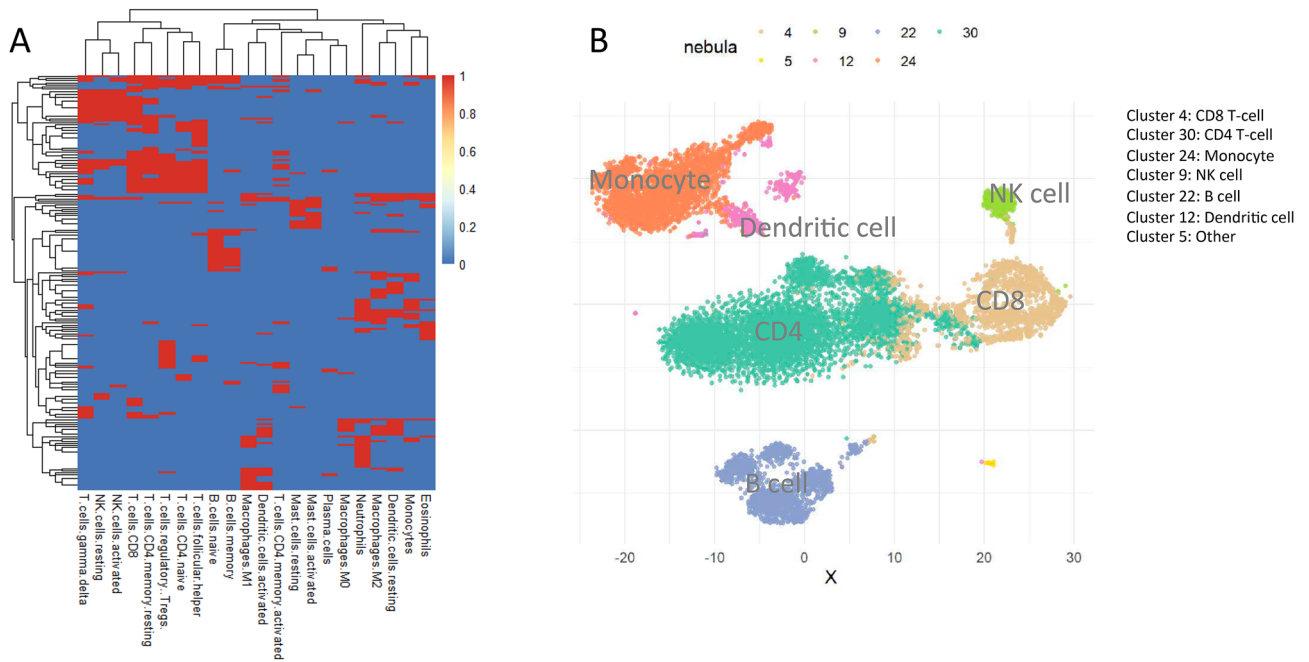 A
1
0.8
0.6
0.4
0.2
0
T.cells.gamma.delta
NK.cells.resting
NK.cells.activated
T.cells.CD8
T.cells.CD4.memory.resting
T.cells.regulatory..Tregs.
T.cells.CD4.naive
T.cells.follicular.helper
B.cells.naive
B.cells.memory
Macrophages.M1
Dendritic.cells.activated
T.cells.CD4.memory.activated
Mast.cells.resting
Mast.cells.activated
Plasma.cells
Macrophages.M0
Neutrophils
Macrophages.M2
Dendritic.cells.resting
Monocytes
Eosinophils
B
nebula
4 9 22 30
5 12 24
Monocyte
Dendritic cell
NK cell
CD4
CD8
B cell
-20 -10 0 10 20 30
X
Cluster 4: CD8 T-cell
Cluster 30: CD4 T-cell
Cluster 24: Monocyte
Cluster 9: NK cell
Cluster 22: B cell
Cluster 12: Dendritic cell
Cluster 5: Other